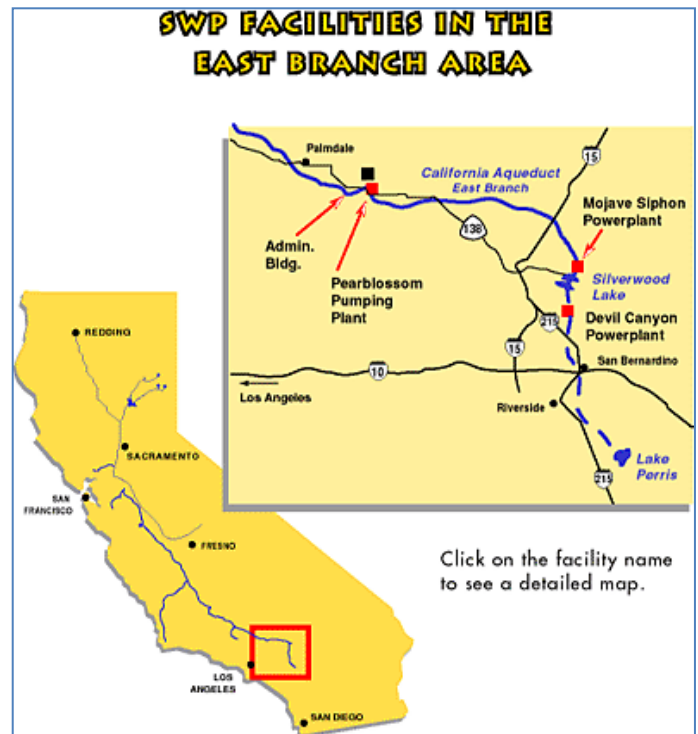 SWP FACILITIES IN THE
EAST BRANCH AREA
Palmdale
California Aqueduct
East Branch
15
Mojave Siphon
Powerplant
138
Admin.
Bldg.
Pearblossom
Pumping
Plant
Silverwood
Lake
Devil Canyon
Powerplant
215
15
San Bernardino
10
Los Angeles
Riverside
Lake
Perris
215
REDDING
SACRAMENTO
SAN
FRANCISCO
FRESNO
LOS
ANGELES
SAN DIEGO
Click on the facility name
to see a detailed map.